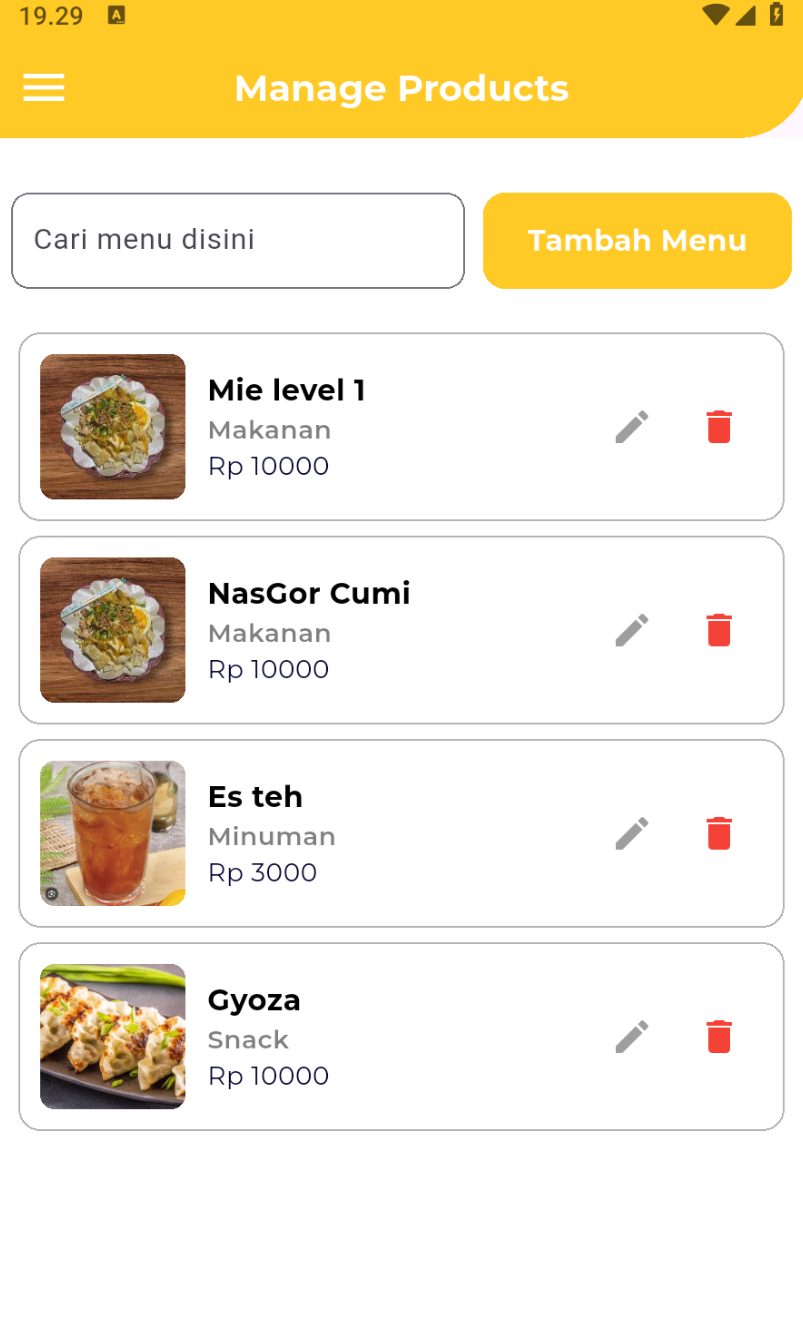 19.29
A
Manage Products
Cari menu disini
Tambah Menu
Mie level 1
Makanan
Rp 10000
NasGor Cumi
Makanan
Rp 10000
Es teh
Minuman
Rp 3000
Gyoza
Snack
Rp 10000